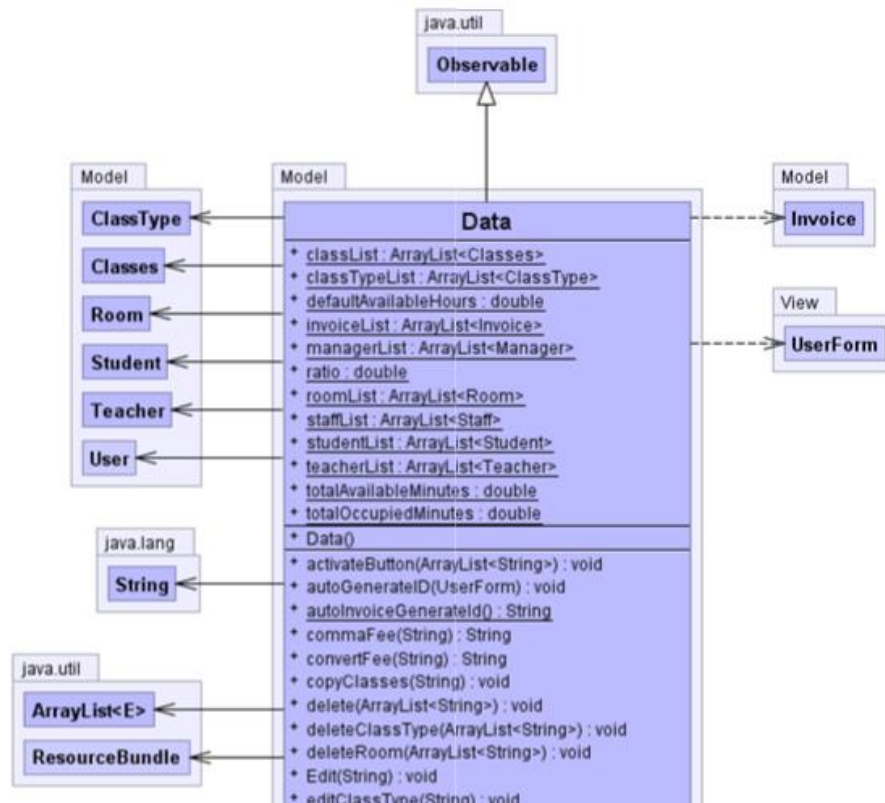 java.util
Observable
Model
ClassType
Classes
Room
Student
Teacher
User
java.lang
String
java.util
ArrayList<E>
ResourceBundle
Model
Data
+ classList : ArrayList<Classes>
+ classTypeList : ArrayList<ClassType>
+ defaultAvailableHours : double
+ invoiceList : ArrayList<Invoice>
+ managerList : ArrayList<Manager>
+ ratio : double
+ roomList : ArrayList<Room>
+ staffList : ArrayList<Staff>
+ studentList : ArrayList<Student>
+ teacherList : ArrayList<Teacher>
+ totalAvailableMinutes : double
+ totalOccupiedMinutes : double
+ Data()
+ activateButton(ArrayList<String>) : void
+ autoGenerateID(UserForm) : void
+ autoInvoiceGenerateId() : String
+ commaFee(String) : String
+ convertFee(String) : String
+ copyClasses(String) : void
+ delete(ArrayList<String>) : void
+ deleteClassType(ArrayList<String>) : void
+ deleteRoom(ArrayList<String>) : void
+ Edit(String) : void
+ editClassType(String) : void
Model
Invoice
View
UserForm